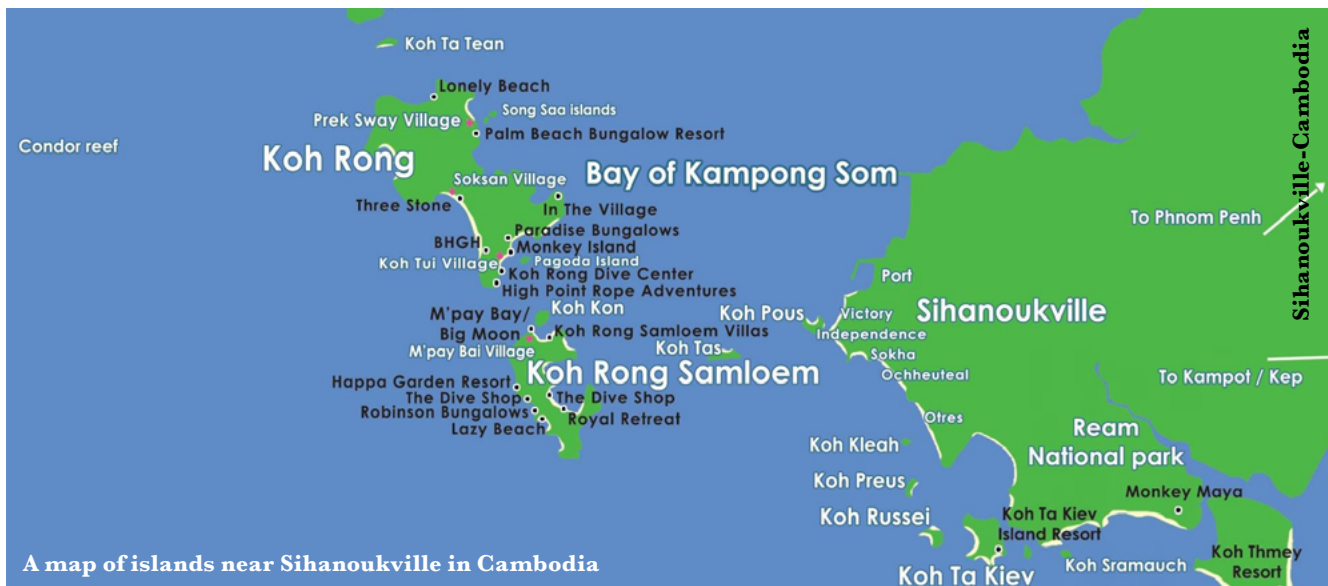 Koh Ta Tean
Lonely Beach
Song Saa islands
Prek Sway Village
Palm Beach Bungalow Resort
Condor reef
Koh Rong
Soksan Village
Bay of Kampong Som
Three Stone
In The Village
Paradise Bungalows
BHGH
Monkey Island
Koh Tui Village
Pagoda Island
Koh Rong Dive Center
High Point Rope Adventures
Koh Kon
M'pay Bay/
Big Moon
Koh Rong Samloem Villas
M'pay Bai Village
Koh Rong Samloem
Happa Garden Resort
The Dive Shop
The Dive Shop
Robinson Bungalows
Royal Retreat
Lazy Beach
Koh Tas
Koh Pous
Port
Victory
Independence
Sihanoukville
Sokha
Ochheuteal
Otres
To Phnom Penh
Sihanoukville-Cambodia
To Kampot / Kep
Ream
National park
Koh Kleah
Koh Preus
Koh Russei
Monkey Maya
Koh Ta Kiev
Island Resort
Koh Ta Kiev
Koh Sramauch
Koh Thmey
Resort
A map of islands near Sihanoukville in Cambodia